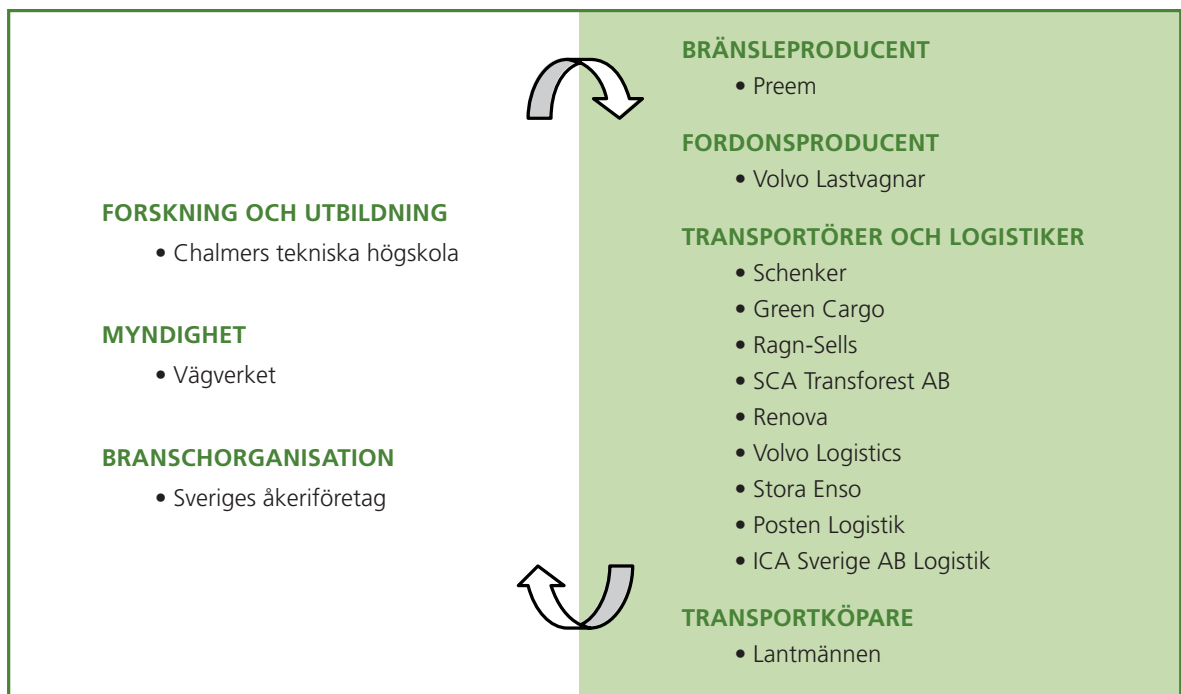 FORSKNING OCH UTBILDNING
• Chalmers tekniska högskola
MYNDIGHET
• Vägverket
BRANSCHORGANISATION
• Sveriges åkeriföretag
BRÄNSLEPRODUCENT
• Preem
FORDONSPRODUCENT
• Volvo Lastvagnar
TRANSPORTÖRER OCH LOGISTIKER
• Schenker
• Green Cargo
• Ragn-Sells
• SCA Transforest AB
• Renova
• Volvo Logistics
• Stora Enso
• Posten Logistik
• ICA Sverige AB Logistik
TRANSPORTKÖPARE
• Lantmännen